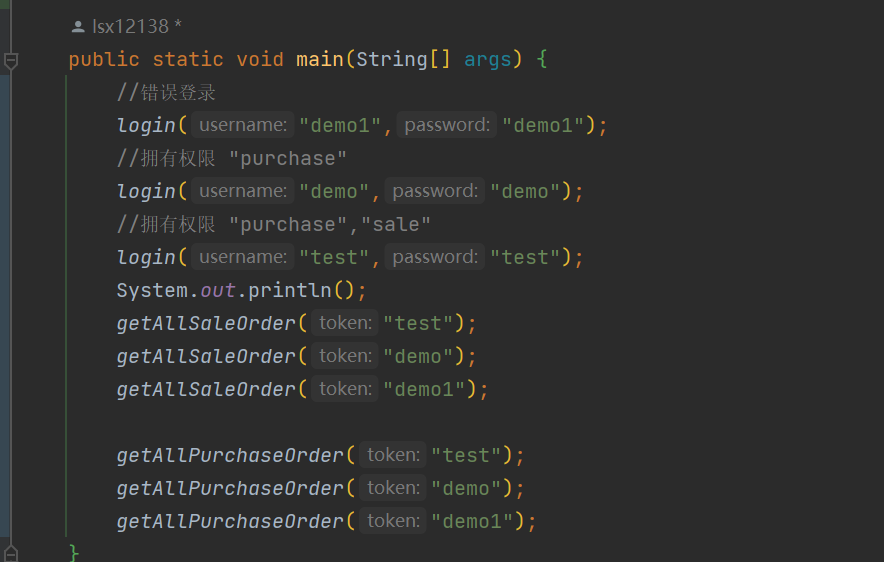 lsx12138 *
public static void main(String[] args) {
//错误登录
login( username: "demo1", password: "demo1");
//拥有权限 "purchase"
login( username: "demo", password: "demo");
//拥有权限 "purchase","sale"
login( username: "test", password: "test");
System.out.println();
getAllSaleOrder( token: "test");
getAllSaleOrder( token: "demo");
getAllSaleOrder( token: "demo1");
getAllPurchaseOrder( token: "test");
getAllPurchaseOrder( token: "demo");
getAllPurchaseOrder( token: "demo1");
}